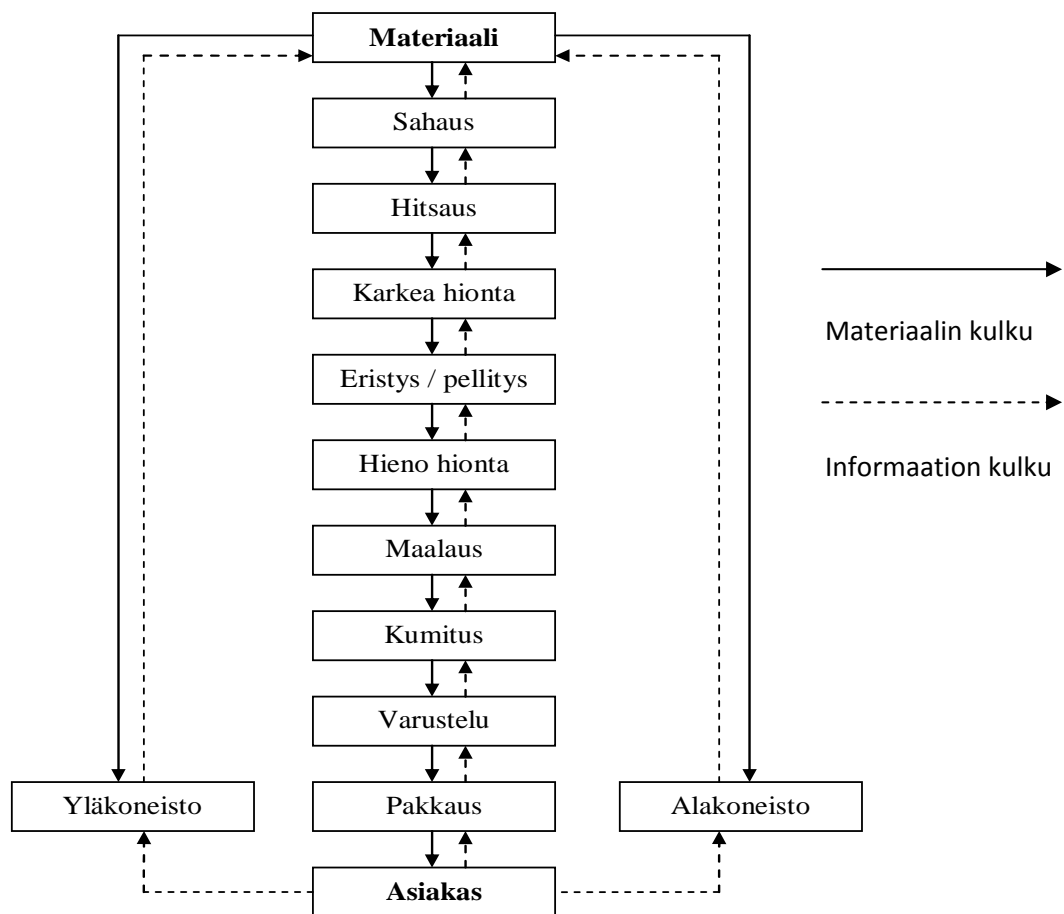 Materiaali
Sahaus
Hitsaus
Karkea hionta
Eristys / pellitys
Hieno hionta
Maalaus
Kumitus
Varustelu
Yläkoneisto
Pakkaus
Alakoneisto
Asiakas
Materiaalin kulku
Informaation kulku